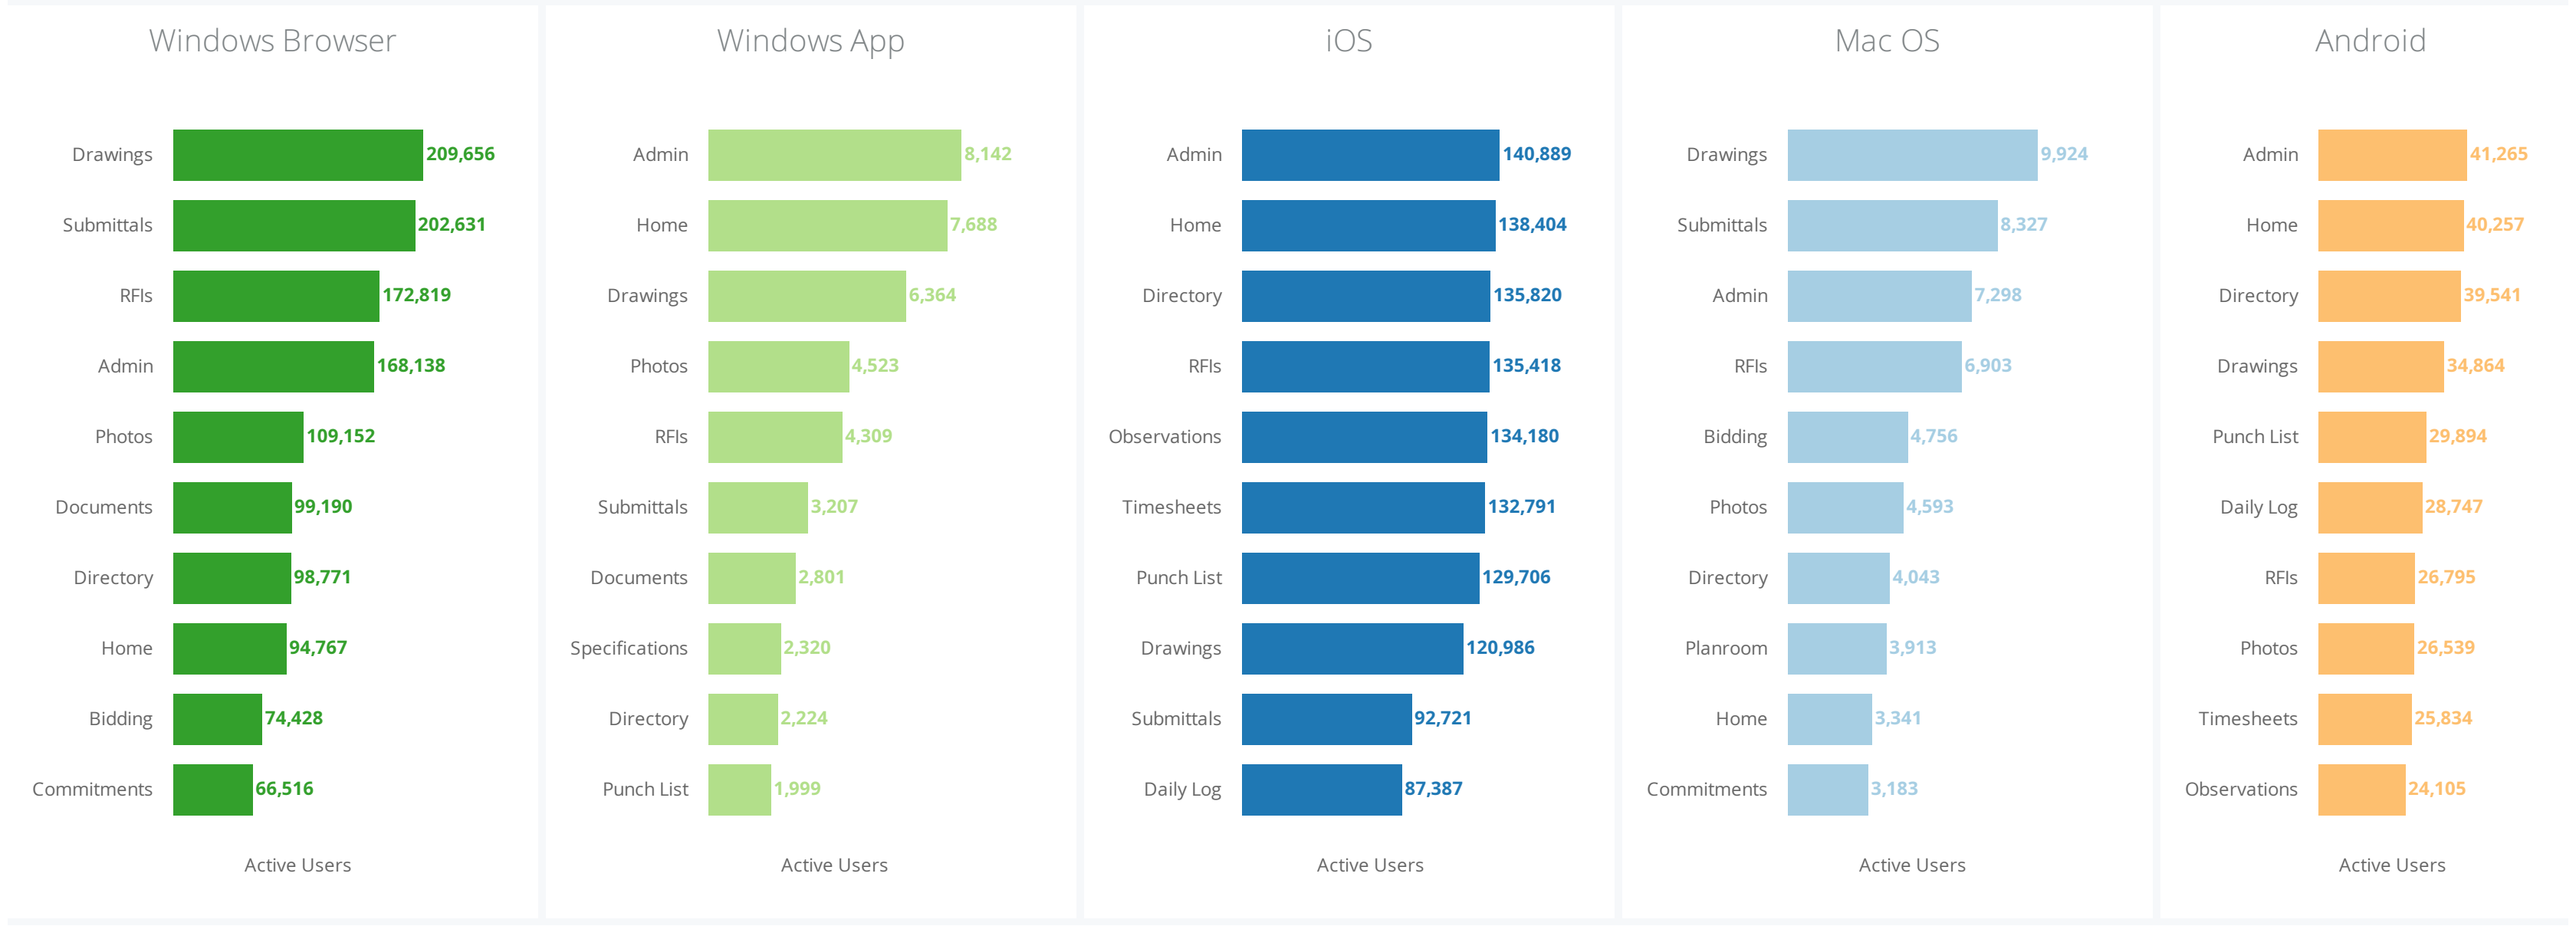 Windows Browser
Drawings 209,656
Submittals 202,631
RFIs 172,819
Admin 168,138
Photos 109,152
Documents 99,190
Directory 98,771
Home 94,767
Bidding 74,428
Commitments 66,516
Active Users
Windows App
Admin 8,142
Home 7,688
Drawings 6,364
Photos 4,523
RFIs 4,309
Submittals 3,207
Documents 2,801
Specifications 2,320
Directory 2,224
Punch List 1,999
Active Users
iOS
Admin 140,889
Home 138,404
Directory 135,820
RFIs 135,418
Observations 134,180
Timesheets 132,791
Punch List 129,706
Drawings 120,986
Submittals 92,721
Daily Log 87,387
Active Users
Mac OS
Drawings 9,924
Submittals 8,327
Admin 7,298
RFIs 6,903
Bidding 4,756
Photos 4,593
Directory 4,043
Planroom 3,913
Home 3,341
Commitments 3,183
Active Users
Android
Admin 41,265
Home 40,257
Directory 39,541
Drawings 34,864
Punch List 29,894
Daily Log 28,747
RFIs 26,795
Photos 26,539
Timesheets 25,834
Observations 24,105
Active Users